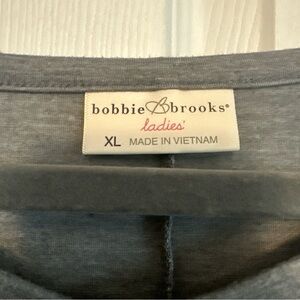 bobbie brooks®
ladies'
XL MADE IN VIETNAM